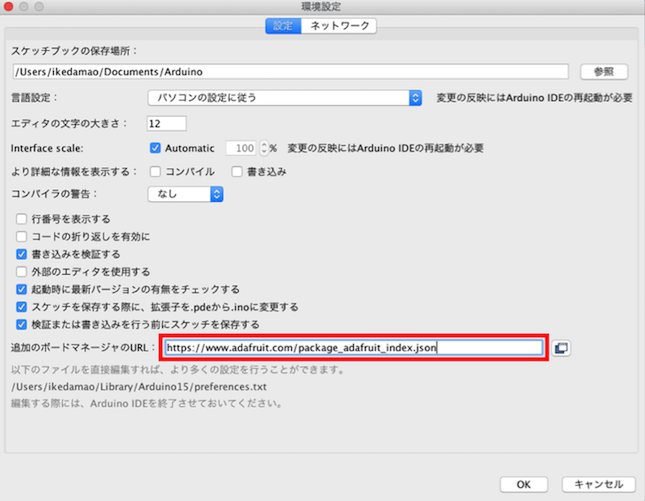 環境設定
設定 ネットワーク
スケッチブックの保存場所：
/Users/ikedamao/Documents/Arduino 参照
言語設定： パソコンの設定に従う 変更の反映にはArduino IDEの再起動が必要
エディタの文字の大きさ： 12
Interface scale: Automatic 100 % 変更の反映にはArduino IDEの再起動が必要
より詳細な情報を表示する： コンパイル 書き込み
コンパイラの警告： なし
行番号を表示する
コードの折り返しを有効に
書き込みを検証する
外部のエディタを使用する
起動時に最新バージョンの有無をチェックする
スケッチを保存する際に、拡張子を.pdeから.inoに変更する
検証または書き込みを行う前にスケッチを保存する
追加のボードマネージャのURL： https://www.adafruit.com/package_adafruit_index.json
以下のファイルを直接編集すれば、より多くの設定を行うことができます。
/Users/ikedamao/Library/Arduino15/preferences.txt
編集する際には、Arduino IDEを終了させておいてください。
OK キャンセル